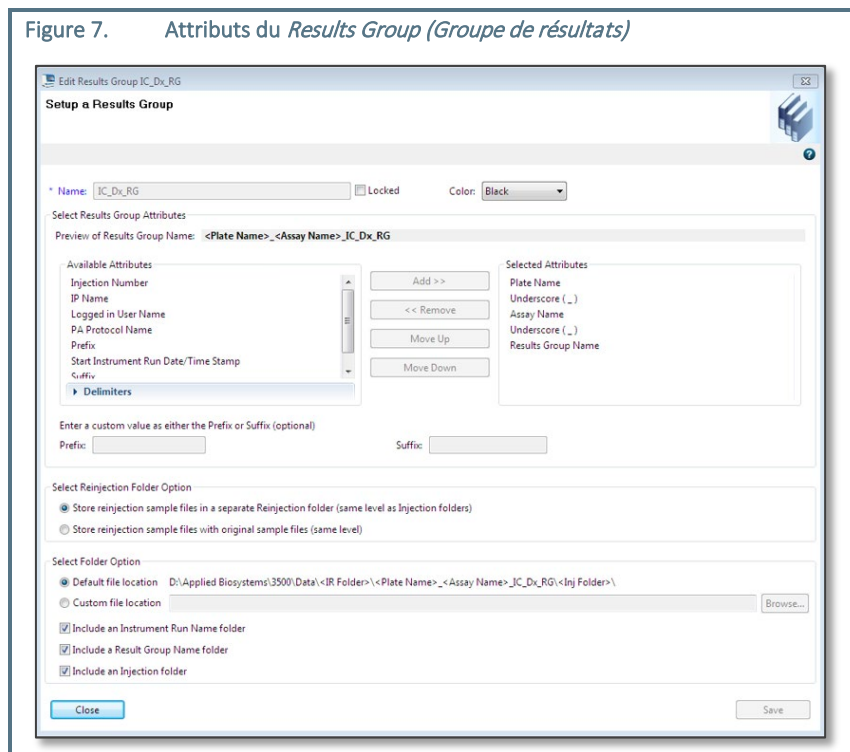 Figure 7. Attributs du Results Group (Groupe de résultats)
Edit Results Group IC_Dx_RG
Setup a Results Group
* Name: IC_Dx_RG Locked Color: Black
Select Results Group Attributes
Preview of Results Group Name: <Plate Name>_<Assay Name>_IC_Dx_RG
Available Attributes
Injection Number
IP Name
Logged in User Name
PA Protocol Name
Prefix
Start Instrument Run Date/Time Stamp
Suffix
Delimiters
Add >>
<< Remove
Move Up
Move Down
Selected Attributes
Plate Name
Underscore ( _ )
Assay Name
Underscore ( _ )
Results Group Name
Enter a custom value as either the Prefix or Suffix (optional)
Prefix: Suffix:
Select Reinjection Folder Option
Store reinjection sample files in a separate Reinjection folder (same level as Injection folders)
Store reinjection sample files with original sample files (same level)
Select Folder Option
Default file location D:\Applied Biosystems\3500\Data\<IR Folder>\<Plate Name>_<Assay Name>_IC_Dx_RG\<Inj Folder>\
Custom file location Browse...
Include an Instrument Run Name folder
Include a Result Group Name folder
Include an Injection folder
Close Save